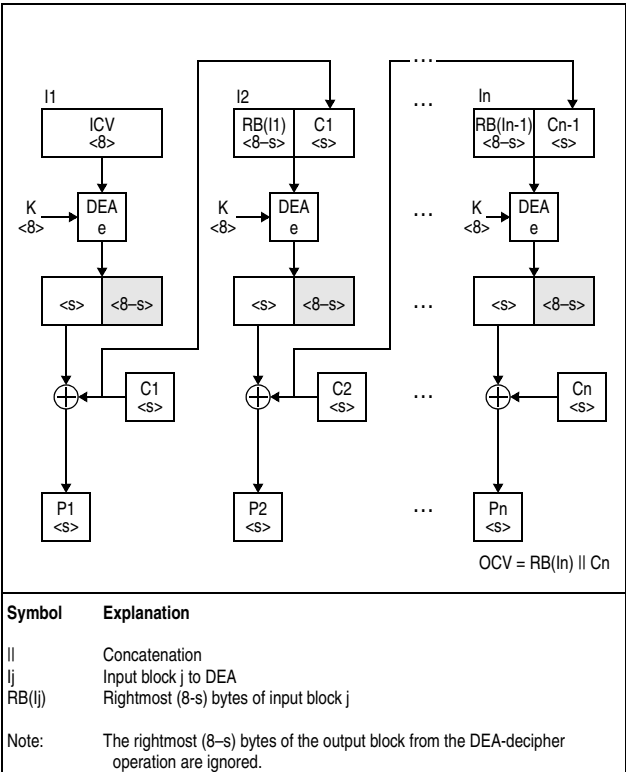 ...
I1 I2 ... In
ICV RB(I1) C1 RB(In-1) Cn-1
<8> <8–s> <s> <8–s> <s>
K DEA K DEA ... K DEA
<8> e <8> e <8> e
<s> <8–s> <s> <8–s> ... <s> <8–s>
C1 C2 ... Cn
<s> <s> <s>
P1 P2 ... Pn
<s> <s> <s>
OCV = RB(In) || Cn
Symbol Explanation
|| Concatenation
Ij Input block j to DEA
RB(Ij) Rightmost (8-s) bytes of input block j
Note: The rightmost (8–s) bytes of the output block from the DEA-decipher
operation are ignored.